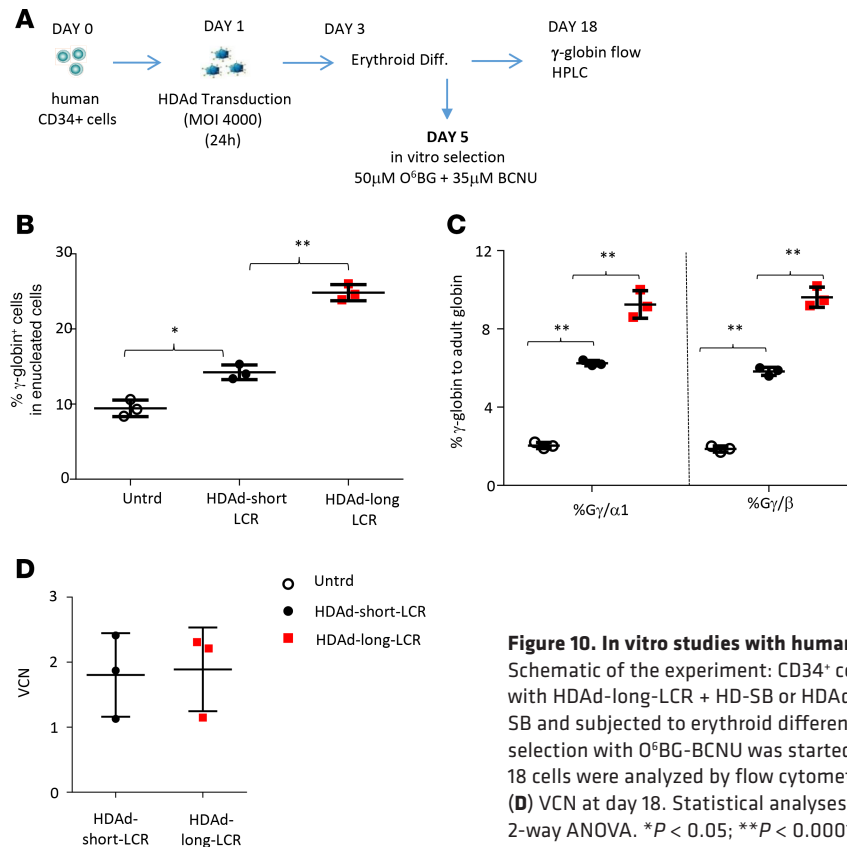 A
DAY 0
DAY 1
DAY 3
DAY 18
Erythroid Diff.
γ-globin flow
HPLC
human
CD34+ cells
HDAd Transduction
(MOI 4000)
(24h)
DAY 5
in vitro selection
50μM O⁶BG + 35μM BCNU
B
% γ-globin⁺ cells
in enucleated cells
30
20
10
0
*
**
Untrd
HDAd-short
LCR
HDAd-long
LCR
C
% γ-globin to adult globin
12
8
4
0
**
**
**
**
%Gγ/α1
%Gγ/β
D
VCN
3
2
1
0
HDAd-
short-LCR
HDAd-
long-LCR
Untrd
HDAd-short-LCR
HDAd-long-LCR
Figure 10. In vitro studies with human
Schematic of the experiment: CD34⁺
with HDAd-long-LCR + HD-SB or
SB and subjected to erythroid
selection with O⁶BG-BCNU was started
18 cells were analyzed by flow
(D) VCN at day 18. Statistical analyses
2-way ANOVA. *P < 0.05; **P <